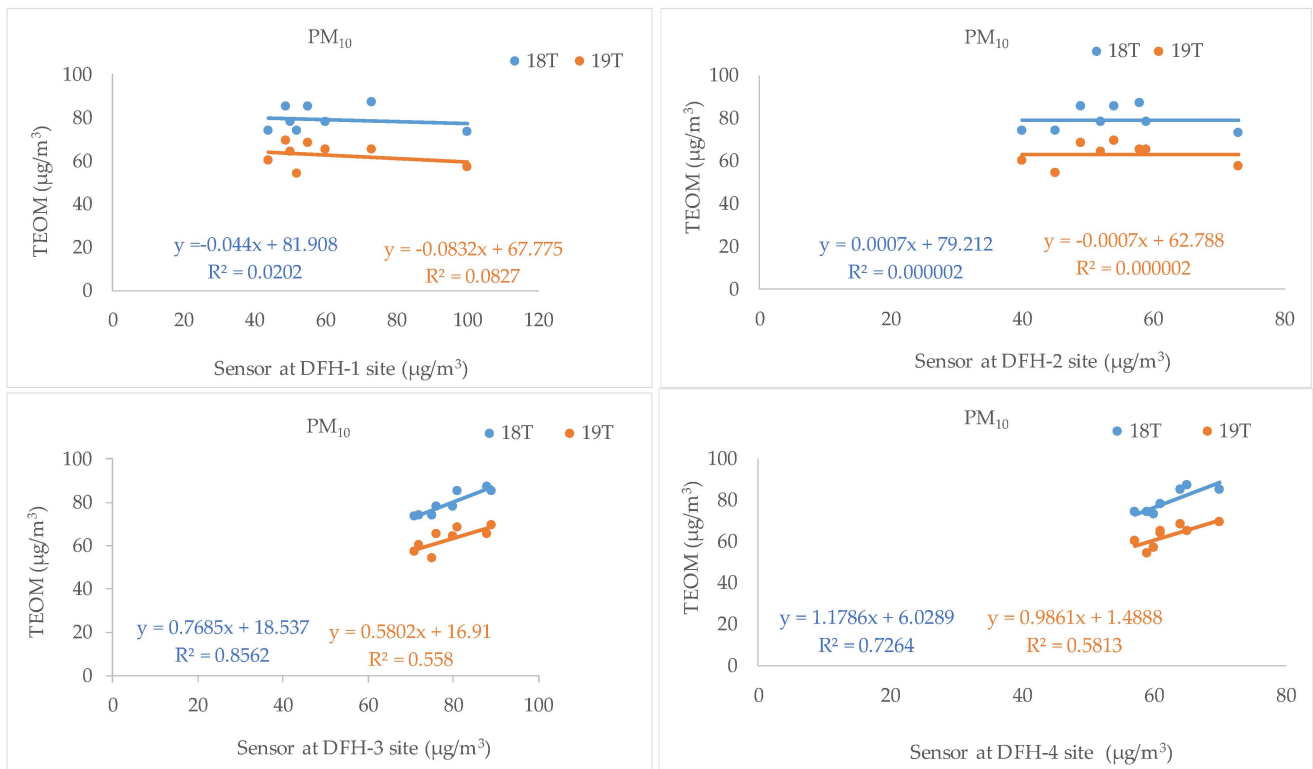 PM₁₀
18T 19T
TEOM (µg/m³)
100
80
60
40
20
0
y =-0.044x + 81.908
R² = 0.0202
y = -0.0832x + 67.775
R² = 0.0827
0 20 40 60 80 100 120
Sensor at DFH-1 site (µg/m³)
PM₁₀
18T 19T
TEOM (µg/m³)
100
80
60
40
20
0
y = 0.0007x + 79.212
R² = 0.000002
y = -0.0007x + 62.788
R² = 0.000002
0 20 40 60 80
Sensor at DFH-2 site (µg/m³)
PM₁₀
18T 19T
TEOM (µg/m³)
100
80
60
40
20
0
y = 0.7685x + 18.537
R² = 0.8562
y = 0.5802x + 16.91
R² = 0.558
0 20 40 60 80 100
Sensor at DFH-3 site (µg/m³)
PM₁₀
18T 19T
TEOM (µg/m³)
100
80
60
40
20
0
y = 1.1786x + 6.0289
R² = 0.7264
y = 0.9861x + 1.4888
R² = 0.5813
0 20 40 60 80
Sensor at DFH-4 site (µg/m³)